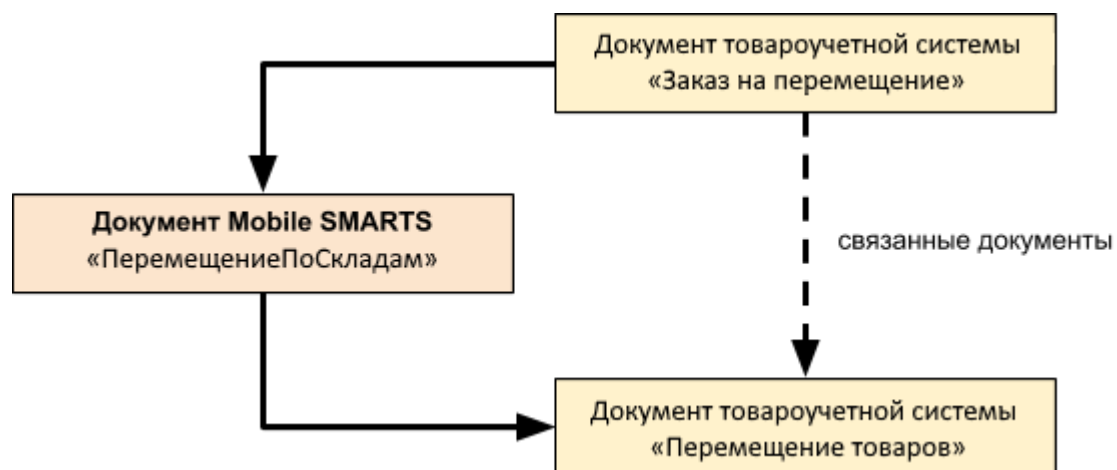 Документ товароучетной системы
«Заказ на перемещение»
Документ Mobile SMARTS
«ПеремещениеПоСкладам»
связанные документы
Документ товароучетной системы
«Перемещение товаров»